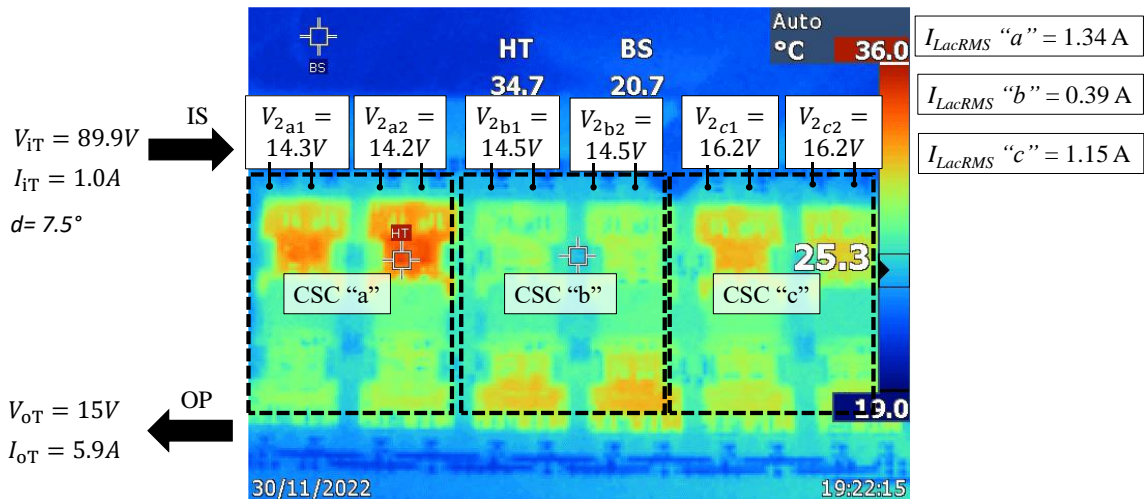 Auto
°C 36.0
HT BS
34.7 20.7
BS
I_LacRMS “a” = 1.34 A
I_LacRMS “b” = 0.39 A
I_LacRMS “c” = 1.15 A
IS
V_iT = 89.9V
I_iT = 1.0A
d= 7.5°
V_2a1 =
14.3V
V_2a2 =
14.2V
V_2b1 =
14.5V
V_2b2 =
14.5V
V_2c1 =
16.2V
V_2c2 =
16.2V
HT
25.3
CSC “a”
CSC “b”
CSC “c”
OP
V_oT = 15V
I_oT = 5.9A
19.0
30/11/2022 19:22:15